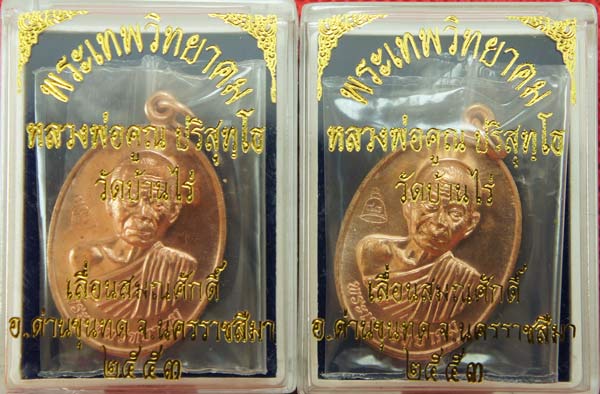 พระเทพวิทยาคม
หลวงพ่อคูณ ปริสุทฺโธ
วัดบ้านไร่
เลื่อนสมณศักดิ์
อ.ด่านขุนทด จ.นครราชสีมา
๒๕๕๓
พระเทพวิทยาคม
หลวงพ่อคูณ ปริสุทฺโธ
วัดบ้านไร่
เลื่อนสมณศักดิ์
อ.ด่านขุนทด จ.นครราชสีมา
๒๕๕๓